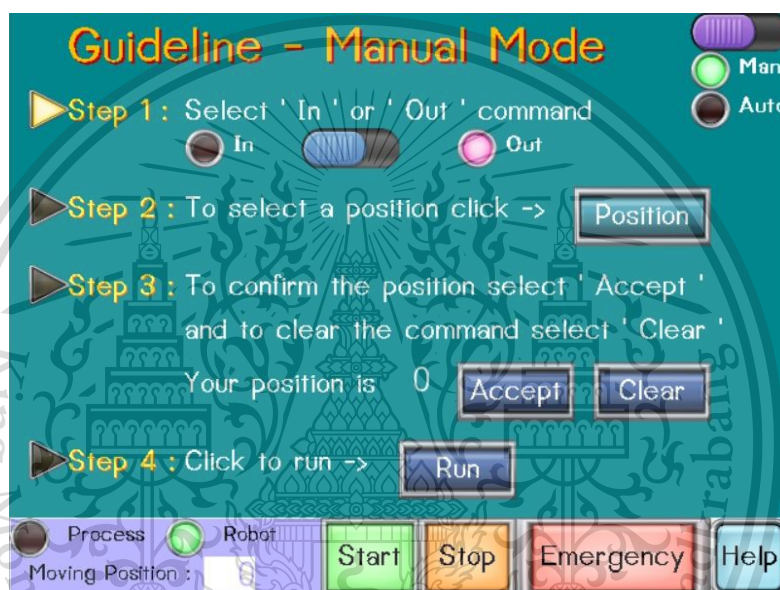 Guideline - Manual Mode
Man
Auto
Step 1 : Select ' In ' or ' Out ' command
In
Out
Step 2 : To select a position click -> Position
Step 3 : To confirm the position select ' Accept '
and to clear the command select ' Clear '
Your position is 0 Accept Clear
Step 4 : Click to run -> Run
Process Robot
Moving Position :
Start Stop Emergency Help